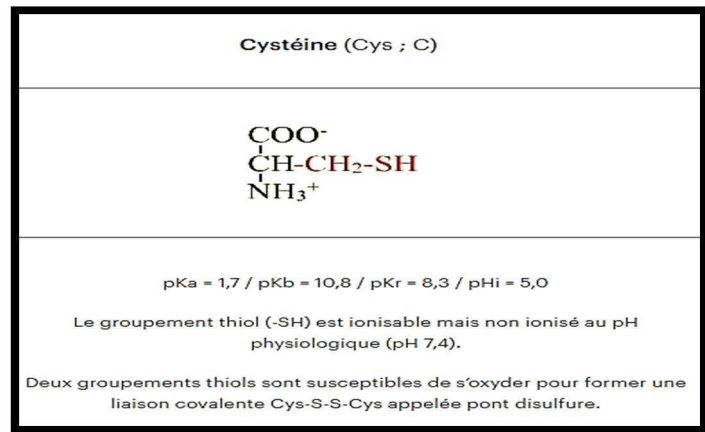 Cystéine (Cys ; C)
COO⁻
CH-CH₂-SH
NH₃⁺
pKa = 1,7 / pKb = 10,8 / pKr = 8,3 / pHi = 5,0
Le groupement thiol (-SH) est ionisable mais non ionisé au pH
physiologique (pH 7,4).
Deux groupements thiols sont susceptibles de s’oxyder pour former une
liaison covalente Cys-S-S-Cys appelée pont disulfure.